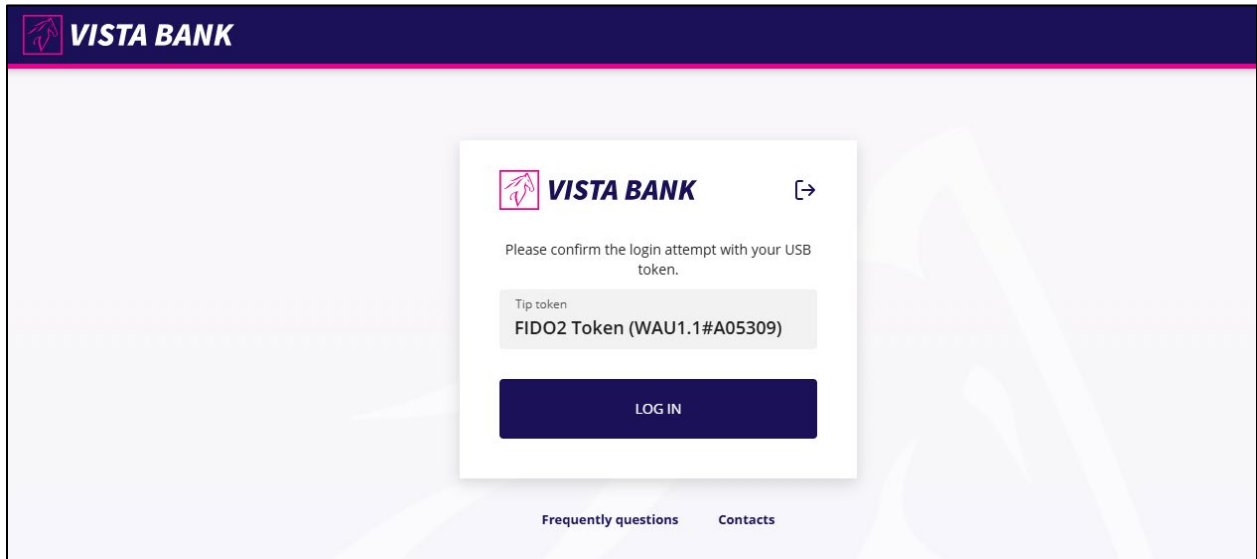 VISTA BANK
VISTA BANK
Please confirm the login attempt with your USB
token.
Tip token
FIDO2 Token (WAU1.1#A05309)
LOG IN
Frequently questions Contacts